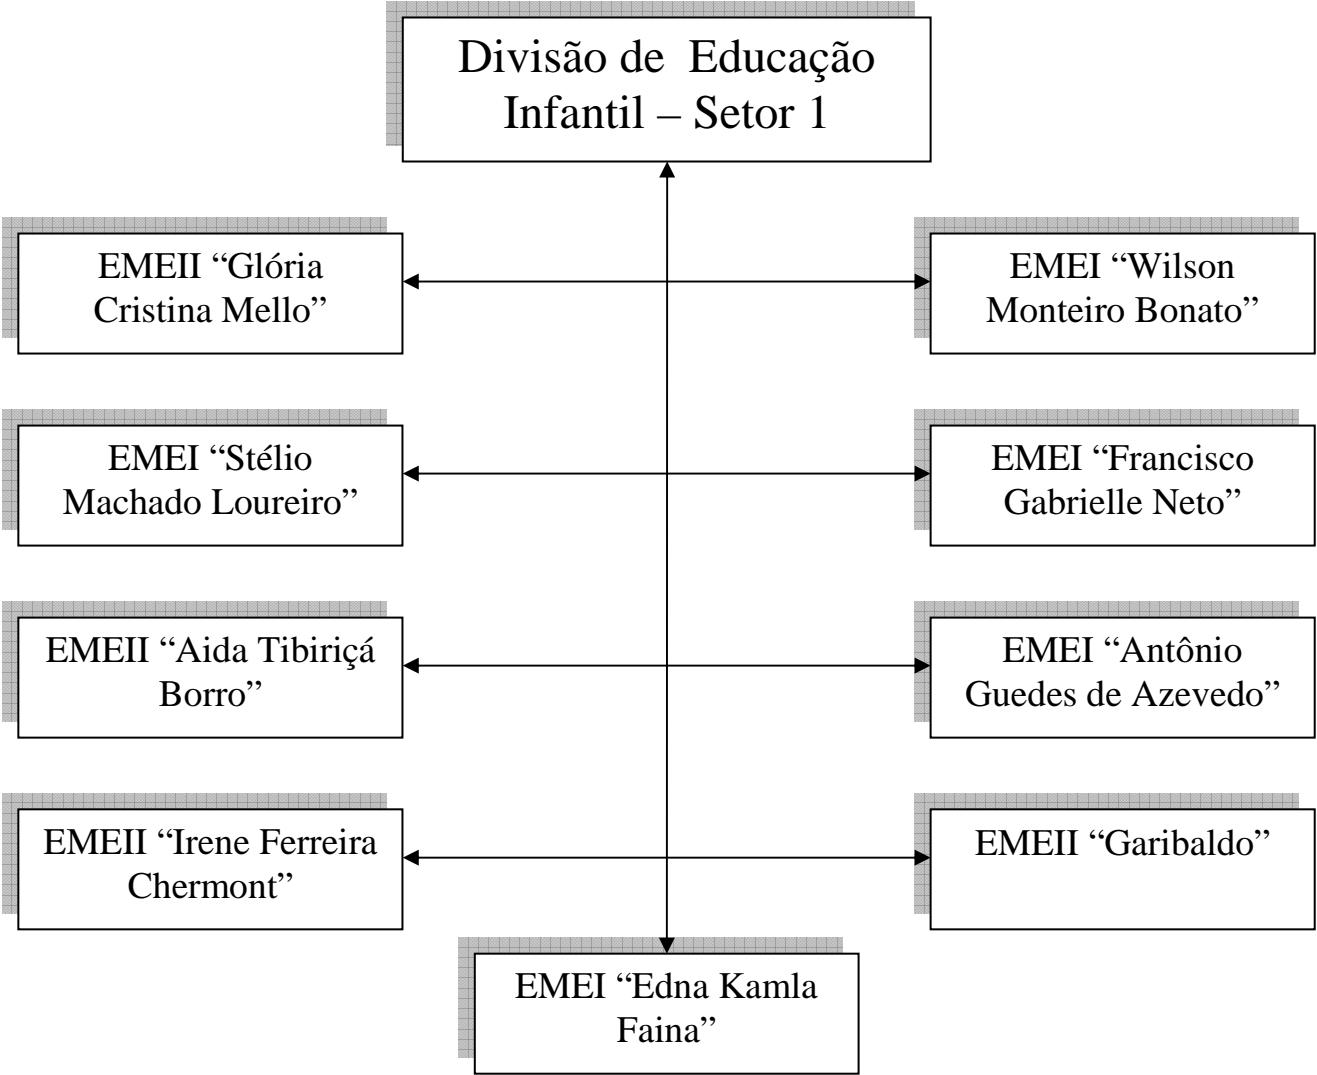 Divisão de Educação
Infantil – Setor 1
EMEII “Glória
Cristina Mello”
EMEI “Wilson
Monteiro Bonato”
EMEI “Stélio
Machado Loureiro”
EMEI “Francisco
Gabrielle Neto”
EMEII “Aida Tibiriçá
Borro”
EMEI “Antônio
Guedes de Azevedo”
EMEII “Irene Ferreira
Chermont”
EMEII “Garibaldo”
EMEI “Edna Kamla
Faina”